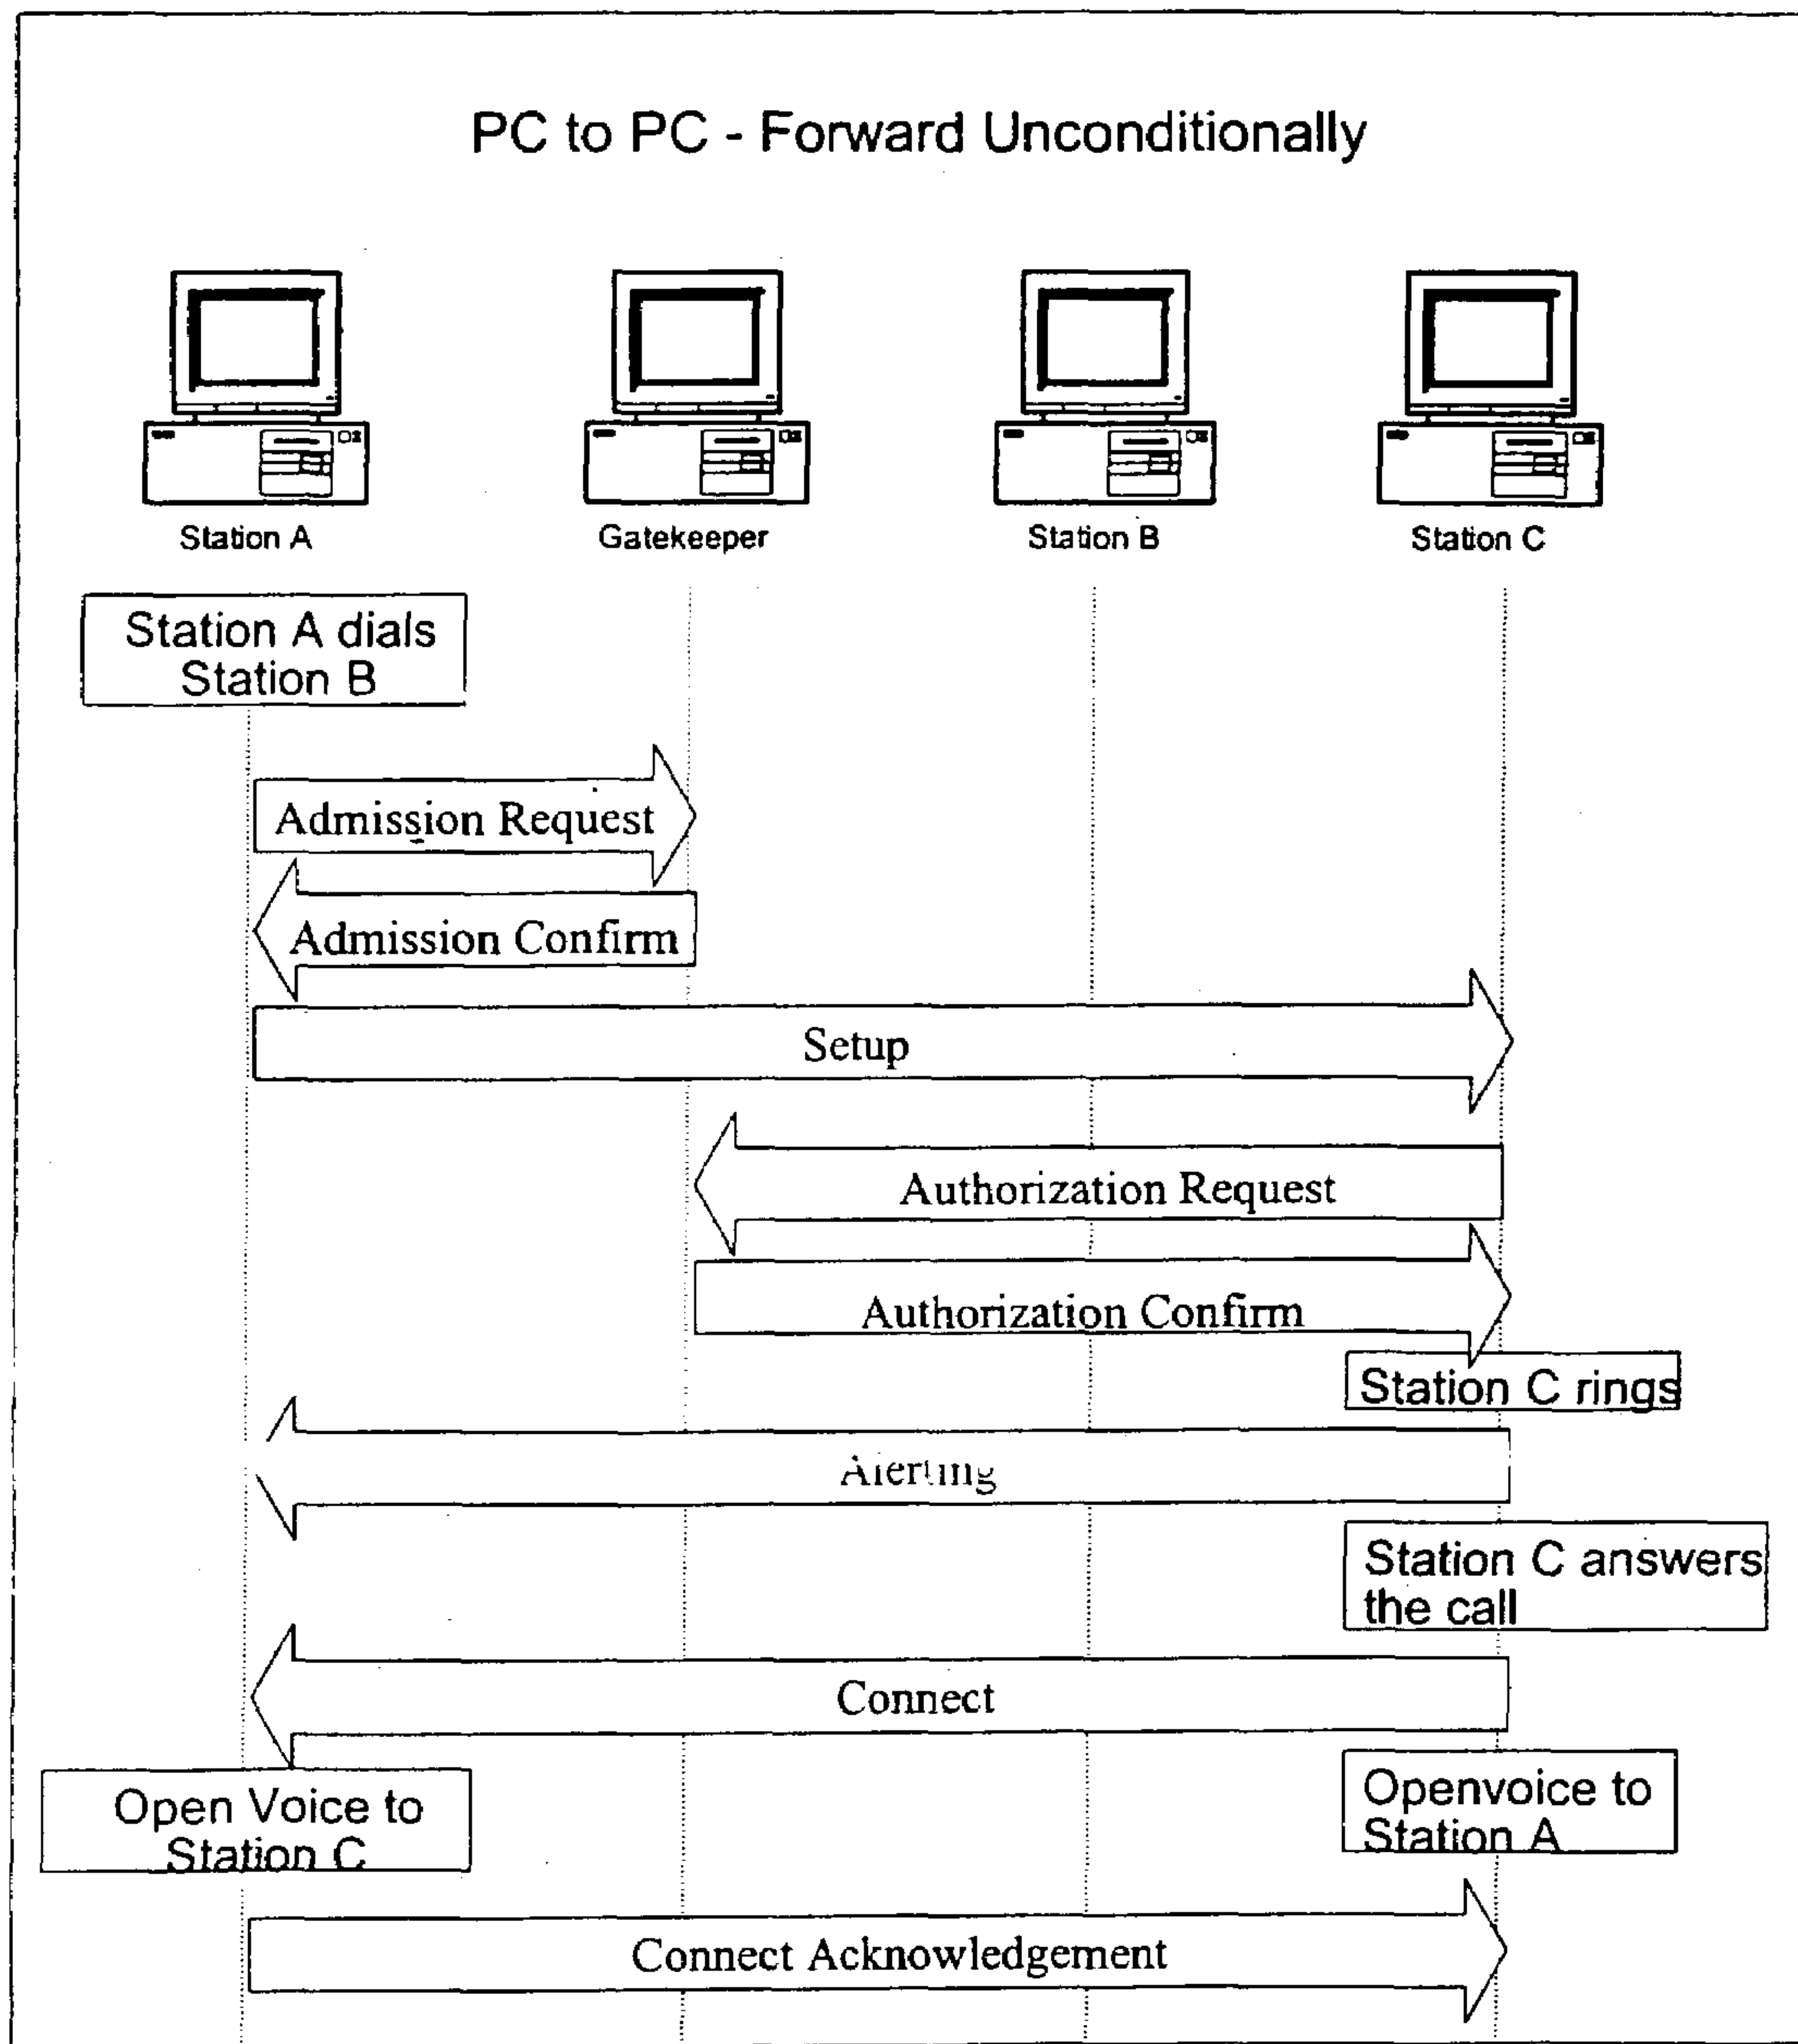 PC to PC - Forward Unconditionally
Station A
Gatekeeper
Station B
Station C
Station A dials
Station B
Admission Request
Admission Confirm
Setup
Authorization Request
Authorization Confirm
Station C rings
Alerting
Station C answers
the call
Connect
Open Voice to
Station C
Openvoice to
Station A
Connect Acknowledgement